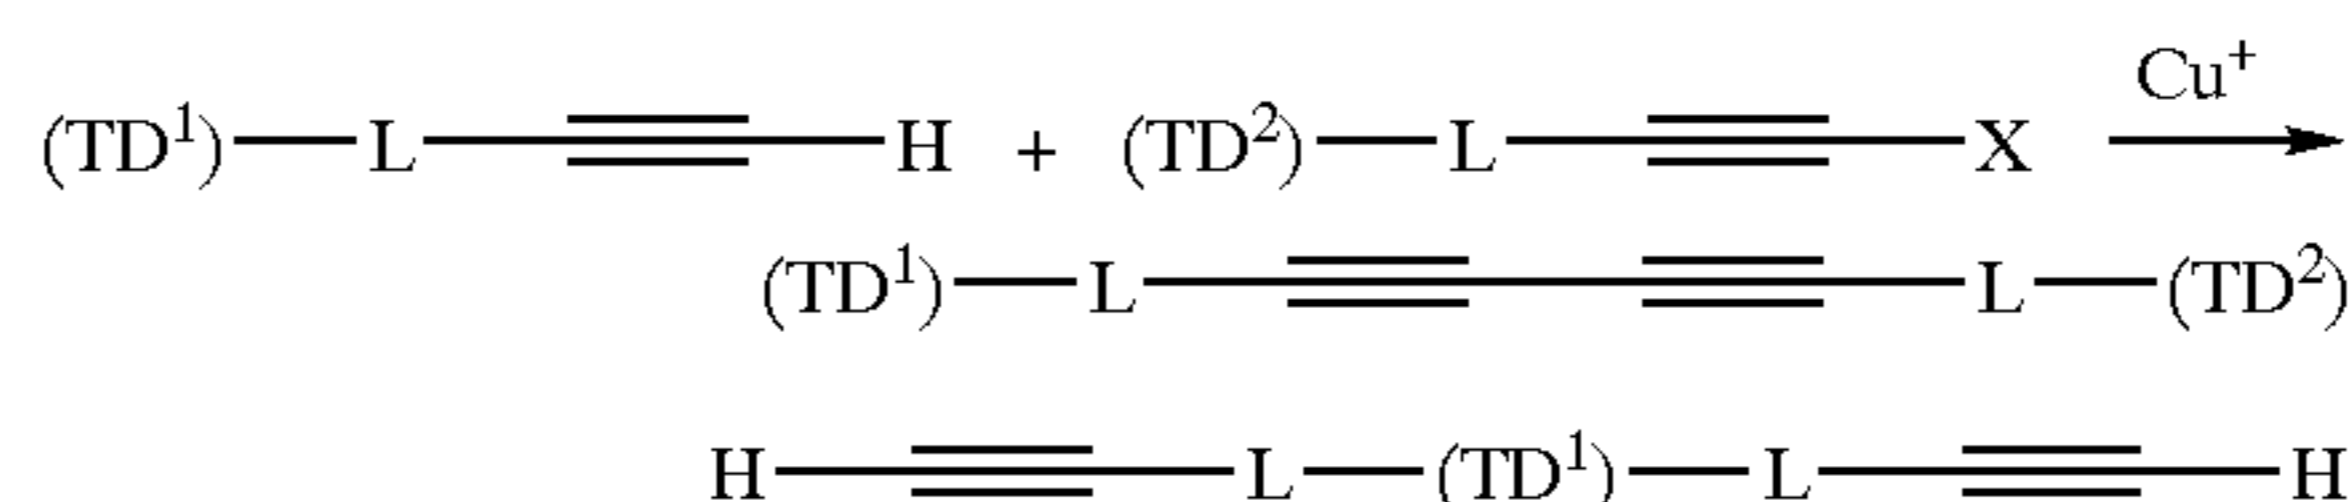 Cu⁺
(TD¹)—L—≡—H + (TD²)—L—≡—X →
(TD¹)—L—≡—≡—L—(TD²)
H—≡—L—(TD¹)—L—≡—H